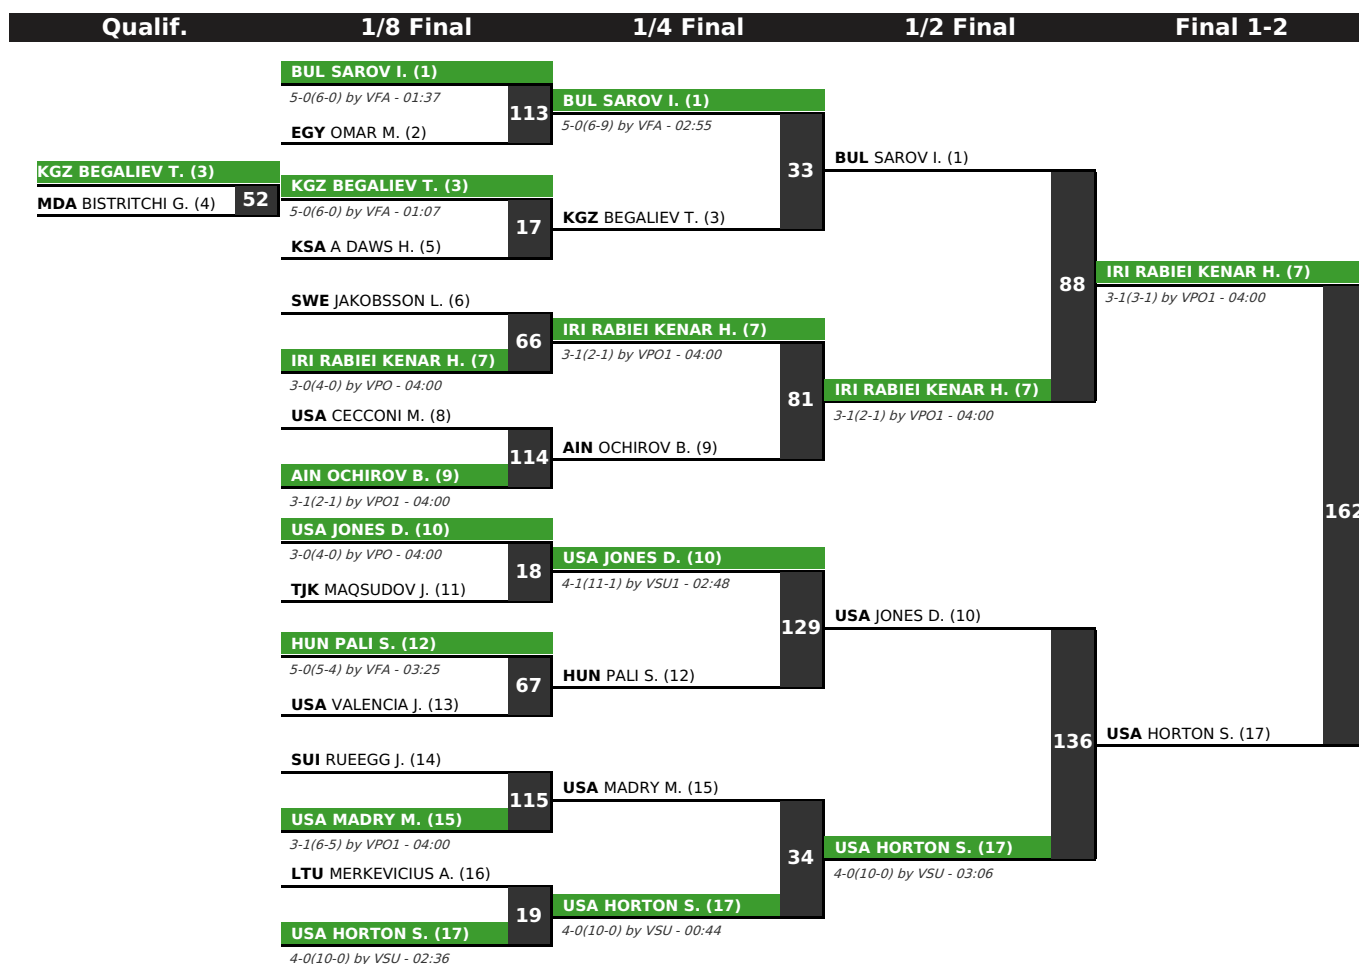 Qualif. 1/8 Final 1/4 Final 1/2 Final Final 1-2
KGZ BEGALIEV T. (3)
MDA BISTRITCHI G. (4)
52
BUL SAROV I. (1)
5-0(6-0) by VFA - 01:37
113
EGY OMAR M. (2)
KGZ BEGALIEV T. (3)
5-0(6-0) by VFA - 01:07
17
KSA A DAWS H. (5)
SWE JAKOBSSON L. (6)
66
IRI RABIEI KENAR H. (7)
3-0(4-0) by VPO - 04:00
USA CECCONI M. (8)
114
AIN OCHIROV B. (9)
3-1(2-1) by VPO1 - 04:00
USA JONES D. (10)
3-0(4-0) by VPO - 04:00
18
TJK MAQSUDOV J. (11)
HUN PALI S. (12)
5-0(5-4) by VFA - 03:25
67
USA VALENCIA J. (13)
SUI RUEEGG J. (14)
115
USA MADRY M. (15)
3-1(6-5) by VPO1 - 04:00
LTU MERKEVICIUS A. (16)
19
USA HORTON S. (17)
4-0(10-0) by VSU - 02:36
BUL SAROV I. (1)
5-0(6-9) by VFA - 02:55
33
KGZ BEGALIEV T. (3)
IRI RABIEI KENAR H. (7)
3-1(2-1) by VPO1 - 04:00
81
AIN OCHIROV B. (9)
USA JONES D. (10)
4-1(11-1) by VSU1 - 02:48
129
HUN PALI S. (12)
USA MADRY M. (15)
34
USA HORTON S. (17)
4-0(10-0) by VSU - 00:44
BUL SAROV I. (1)
88
IRI RABIEI KENAR H. (7)
3-1(2-1) by VPO1 - 04:00
USA JONES D. (10)
136
USA HORTON S. (17)
4-0(10-0) by VSU - 03:06
IRI RABIEI KENAR H. (7)
3-1(3-1) by VPO1 - 04:00
162
USA HORTON S. (17)